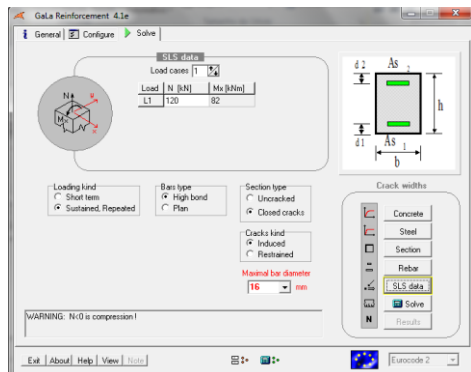 GaLa Reinforcement 4.1e
General Configure Solve
SLS data
Load cases 1
Load N [kN] Mx [kNm]
L1 120 82
N
Mx
d2 As 2
h
d1 As 1
b
Loading kind
Short term
Sustained, Repeated
Bars type
High bond
Plan
Section type
Uncracked
Closed cracks
Cracks kind
Induced
Restrained
Maximal bar diameter
16 mm
WARNING: N<0 is compression !
Crack widths
Concrete
Steel
Section
Rebar
SLS data
Solve
N Results
Exit About Help View Note
Eurocode 2